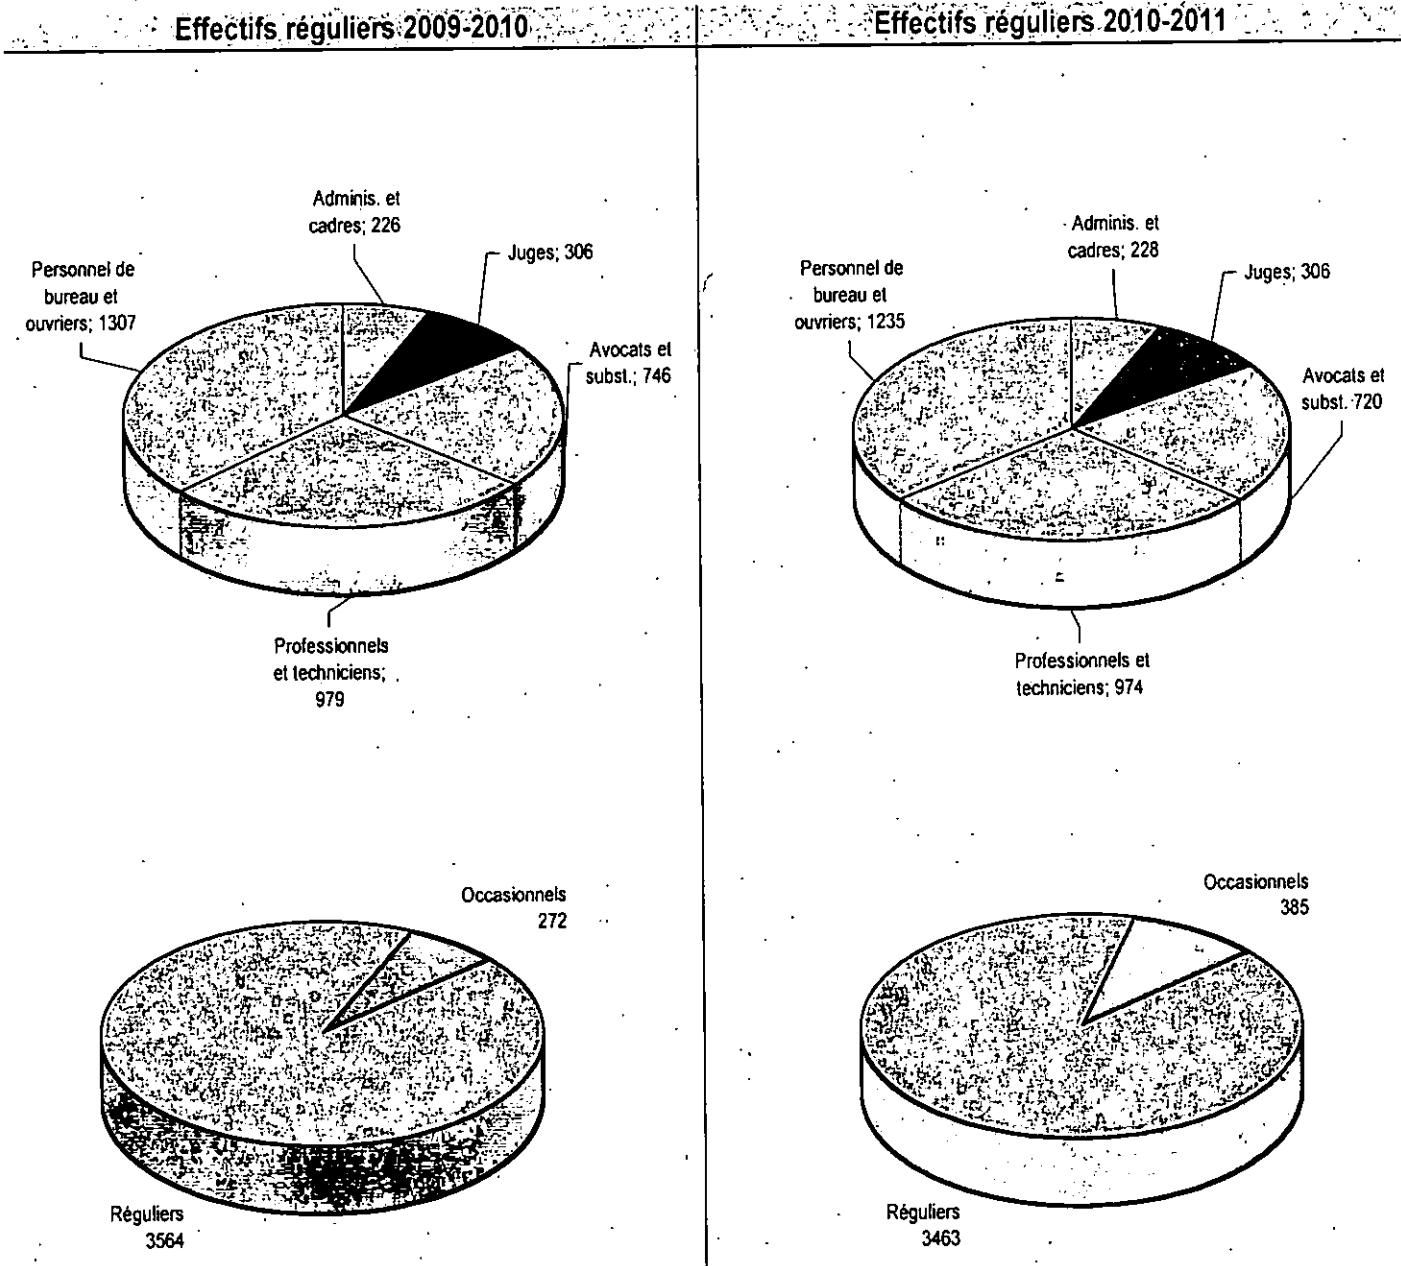 Effectifs réguliers 2009-2010
Adminis. et
cadres; 226
Juges; 306
Personnel de
bureau et
ouvriers; 1307
Avocats et
subst.; 746
Professionnels
et techniciens;
979
Occasionnels
272
Réguliers
3564
Effectifs réguliers 2010-2011
Adminis. et
cadres; 228
Juges; 306
Personnel de
bureau et
ouvriers; 1235
Avocats et
subst. 720
Professionnels et
techniciens; 974
Occasionnels
385
Réguliers
3463